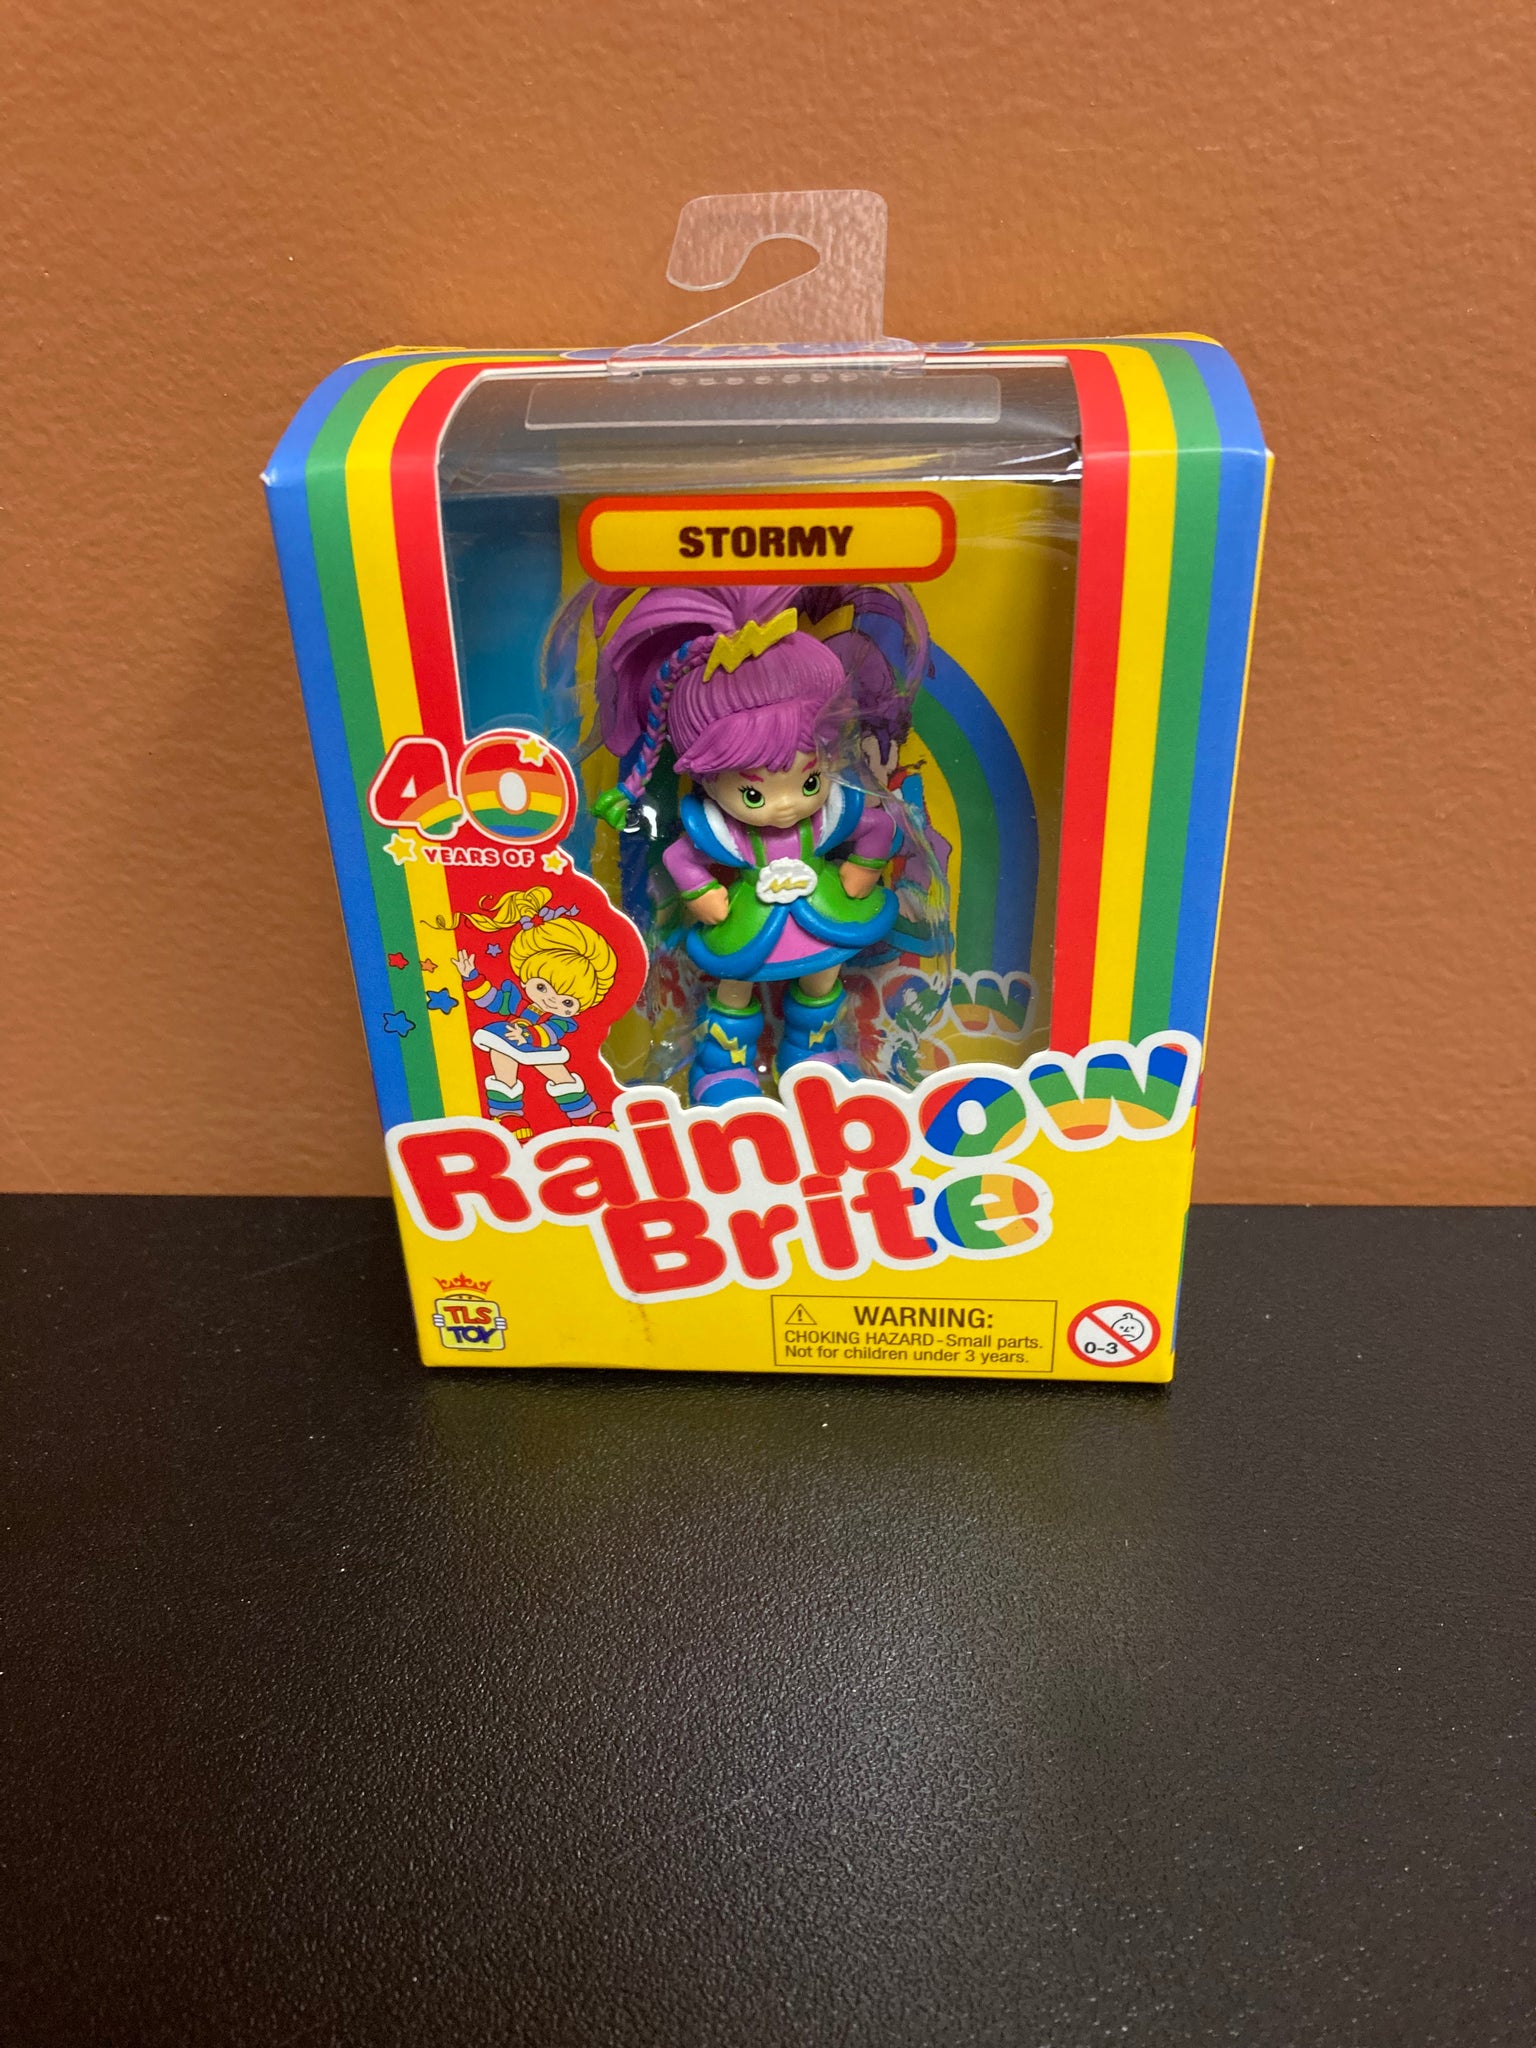 STORMY
40
YEARS OF
Rainbow
Brite
TLS
TOY
WARNING:
CHOKING HAZARD-Small parts.
Not for children under 3 years.
0-3